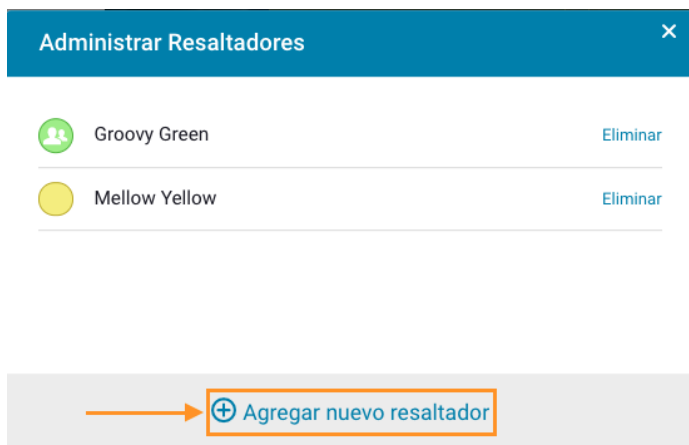 Administrar Resaltadores
Groovy Green Eliminar
Mellow Yellow Eliminar
Agregar nuevo resaltador